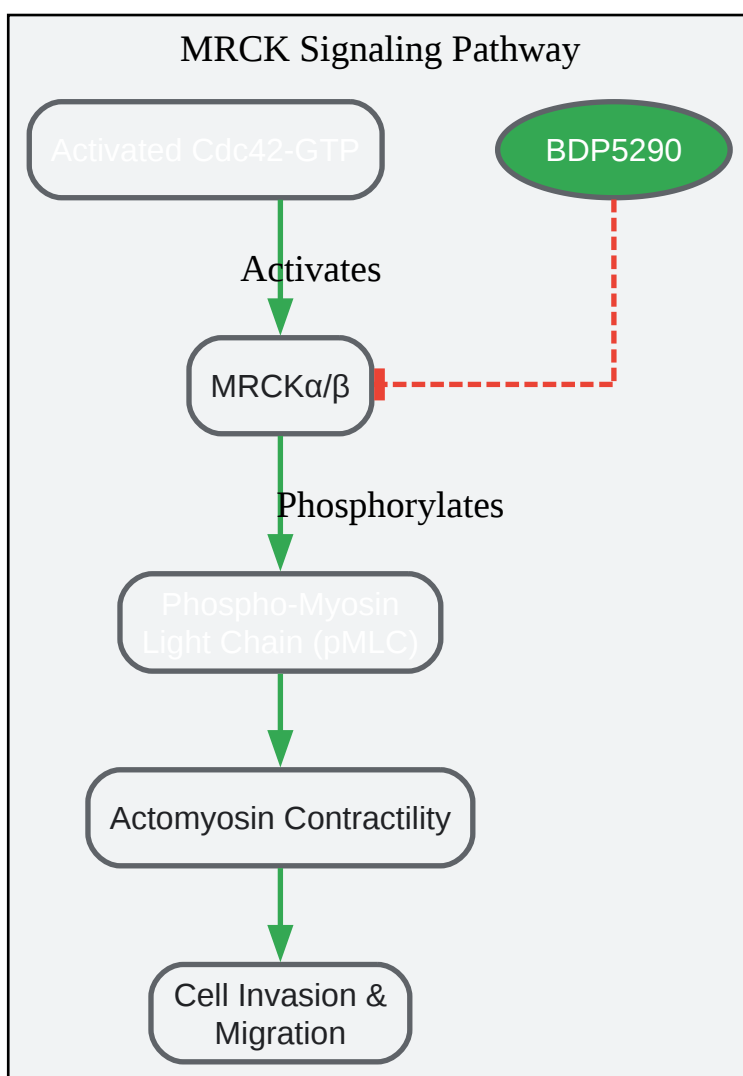 MRCK Signaling Pathway
Activated Cdc42-GTP
BDP5290
Activates
MRCKα/β
Phosphorylates
Phospho-Myosin
Light Chain (pMLC)
Actomyosin Contractility
Cell Invasion &
Migration